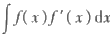 ∫ f(x) f'(x) dx